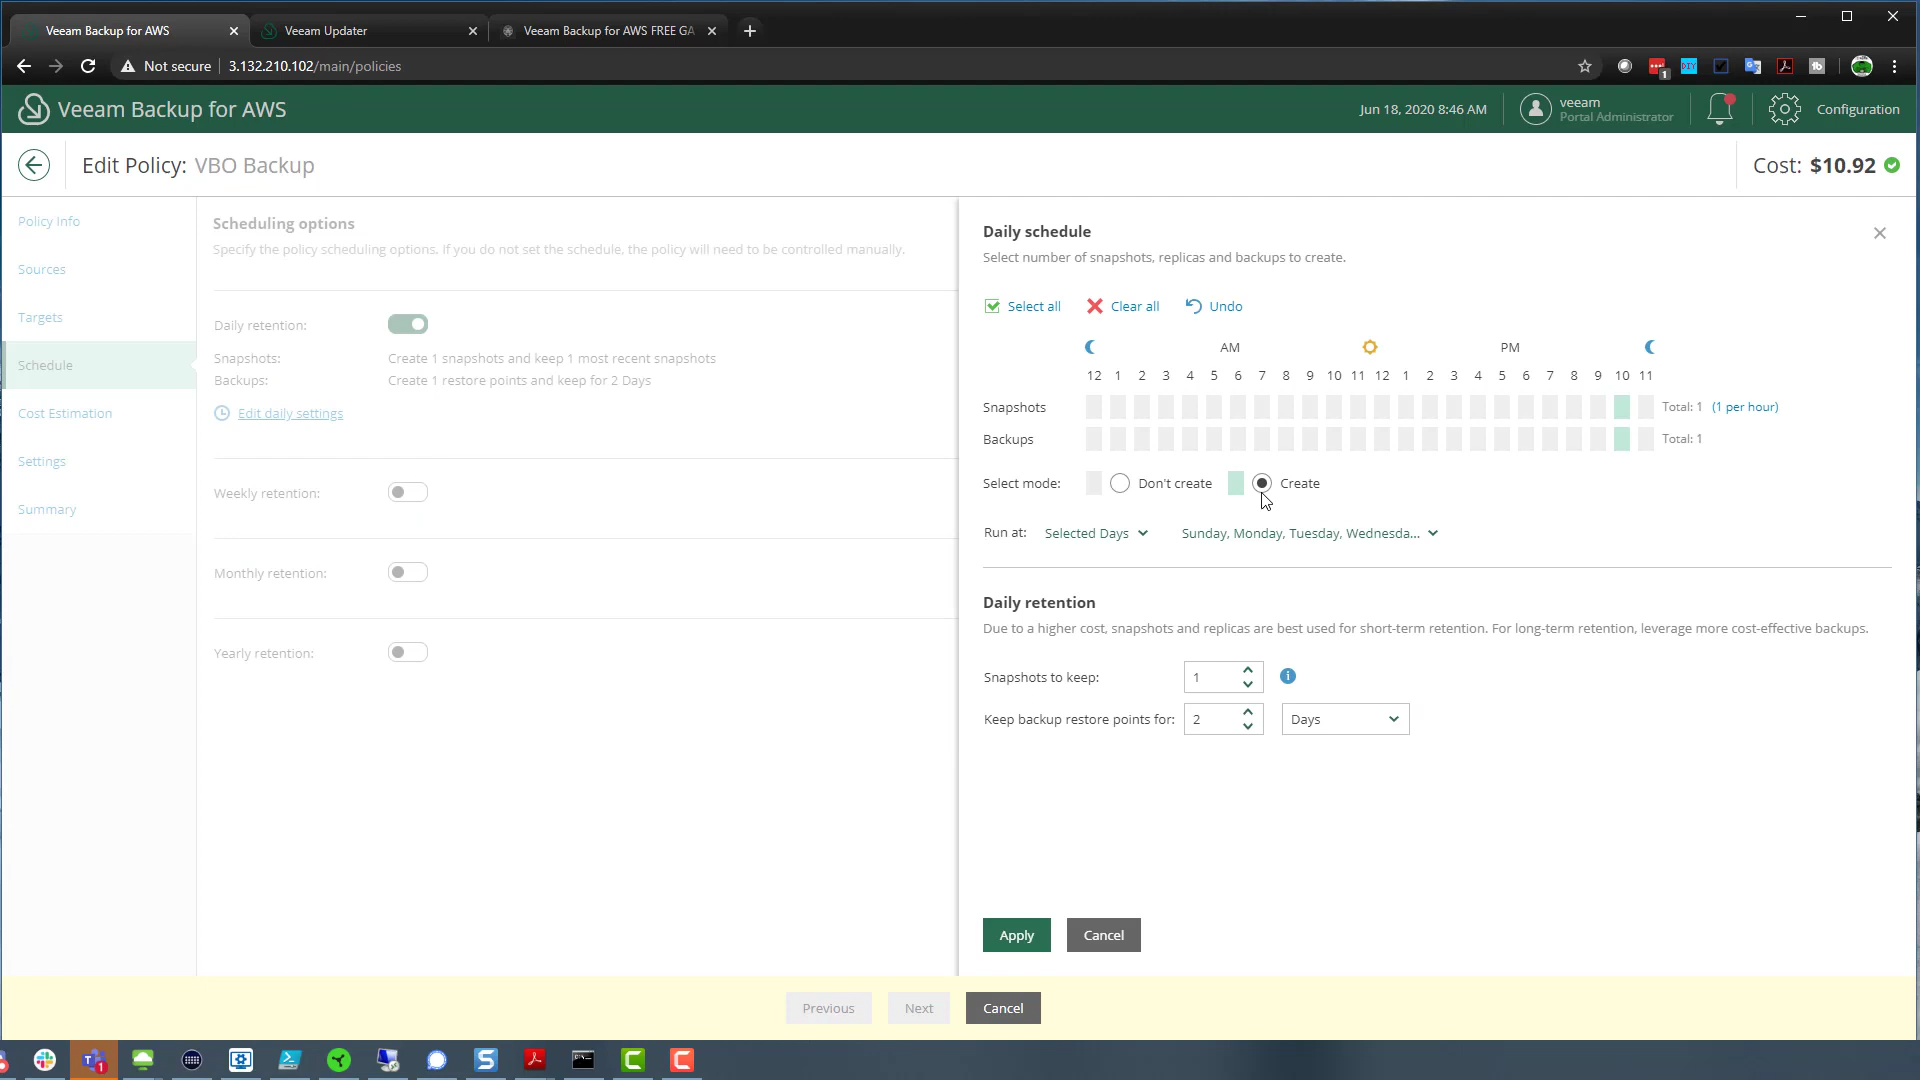 Veeam Backup for AWS
Veeam Updater
Veeam Backup for AWS FREE GA
Not secure
3.132.210.102/main/policies
1
DIY
Veeam Backup for AWS
Jun 18, 2020 8:46 AM
veeam
Portal Administrator
Configuration
Edit Policy: VBO Backup
Cost: $10.92
Policy Info
Sources
Targets
Schedule
Cost Estimation
Settings
Summary
Scheduling options
Specify the policy scheduling options. If you do not set the schedule, the policy will need to be controlled manually.
Daily retention:
Snapshots: Create 1 snapshots and keep 1 most recent snapshots
Backups: Create 1 restore points and keep for 2 Days
Edit daily settings
Weekly retention:
Monthly retention:
Yearly retention:
Daily schedule
Select number of snapshots, replicas and backups to create.
Select all Clear all Undo
AM PM
12 1 2 3 4 5 6 7 8 9 10 11 12 1 2 3 4 5 6 7 8 9 10 11
Snapshots Total: 1 (1 per hour)
Backups Total: 1
Select mode: Don't create Create
Run at: Selected Days Sunday, Monday, Tuesday, Wednesda...
Daily retention
Due to a higher cost, snapshots and replicas are best used for short-term retention. For long-term retention, leverage more cost-effective backups.
Snapshots to keep: 1
Keep backup restore points for: 2 Days
Apply Cancel
Previous Next Cancel